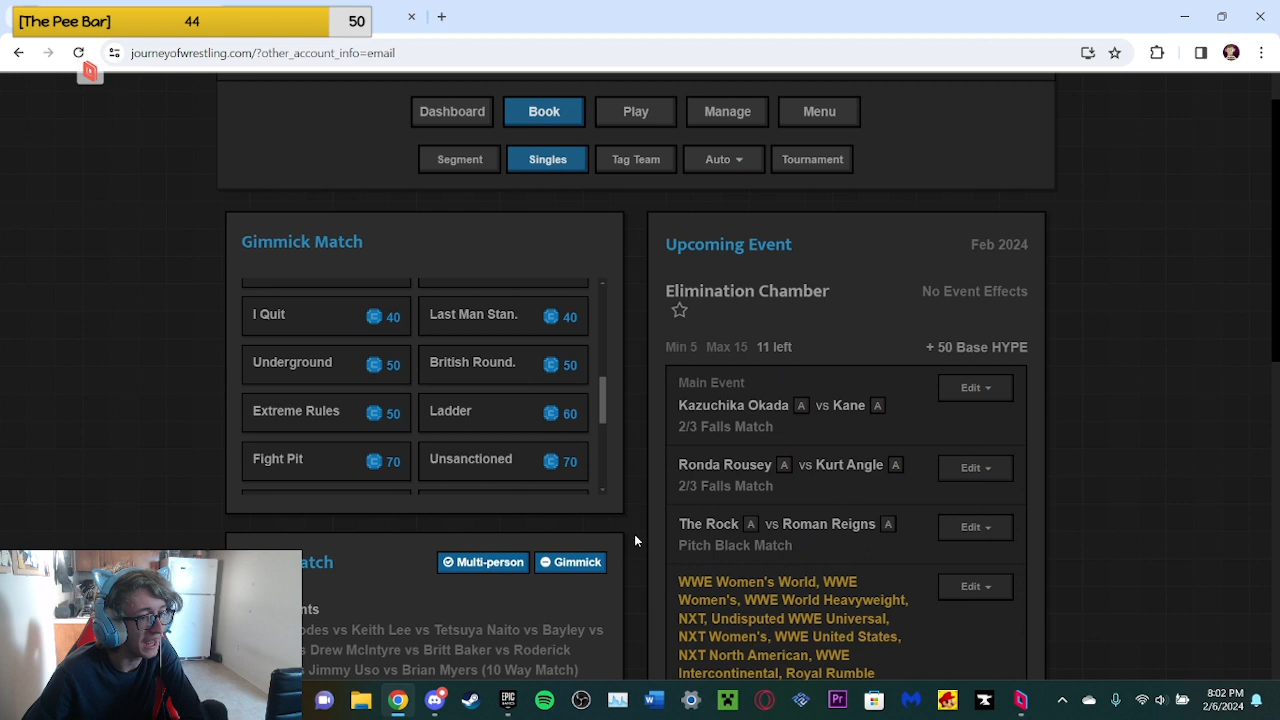 [The Pee Bar] 44 50
journeyofwrestling.com/?other_account_info=email
Dashboard Book Play Manage Menu
Segment Singles Tag Team Auto Tournament
Gimmick Match
I Quit 40 Last Man Stan. 40
Underground 50 British Round. 50
Extreme Rules 50 Ladder 60
Fight Pit 70 Unsanctioned 70
atch Multi-person Gimmick
nts
odes vs Keith Lee vs Tetsuya Naito vs Bayley vs
s Drew McIntyre vs Britt Baker vs Roderick
Jimmy Uso vs Brian Myers (10 Way Match)
Upcoming Event Feb 2024
Elimination Chamber No Event Effects
Min 5 Max 15 11 left + 50 Base HYPE
Main Event
Kazuchika Okada A vs Kane A Edit
2/3 Falls Match
Ronda Rousey A vs Kurt Angle A Edit
2/3 Falls Match
The Rock A vs Roman Reigns A Edit
Pitch Black Match
WWE Women's World, WWE Edit
Women's, WWE World Heavyweight,
NXT, Undisputed WWE Universal,
NXT Women's, WWE United States,
NXT North American, WWE
Intercontinental, Royal Rumble
EPIC GAMES Pr
8:02 PM
2/6/2024